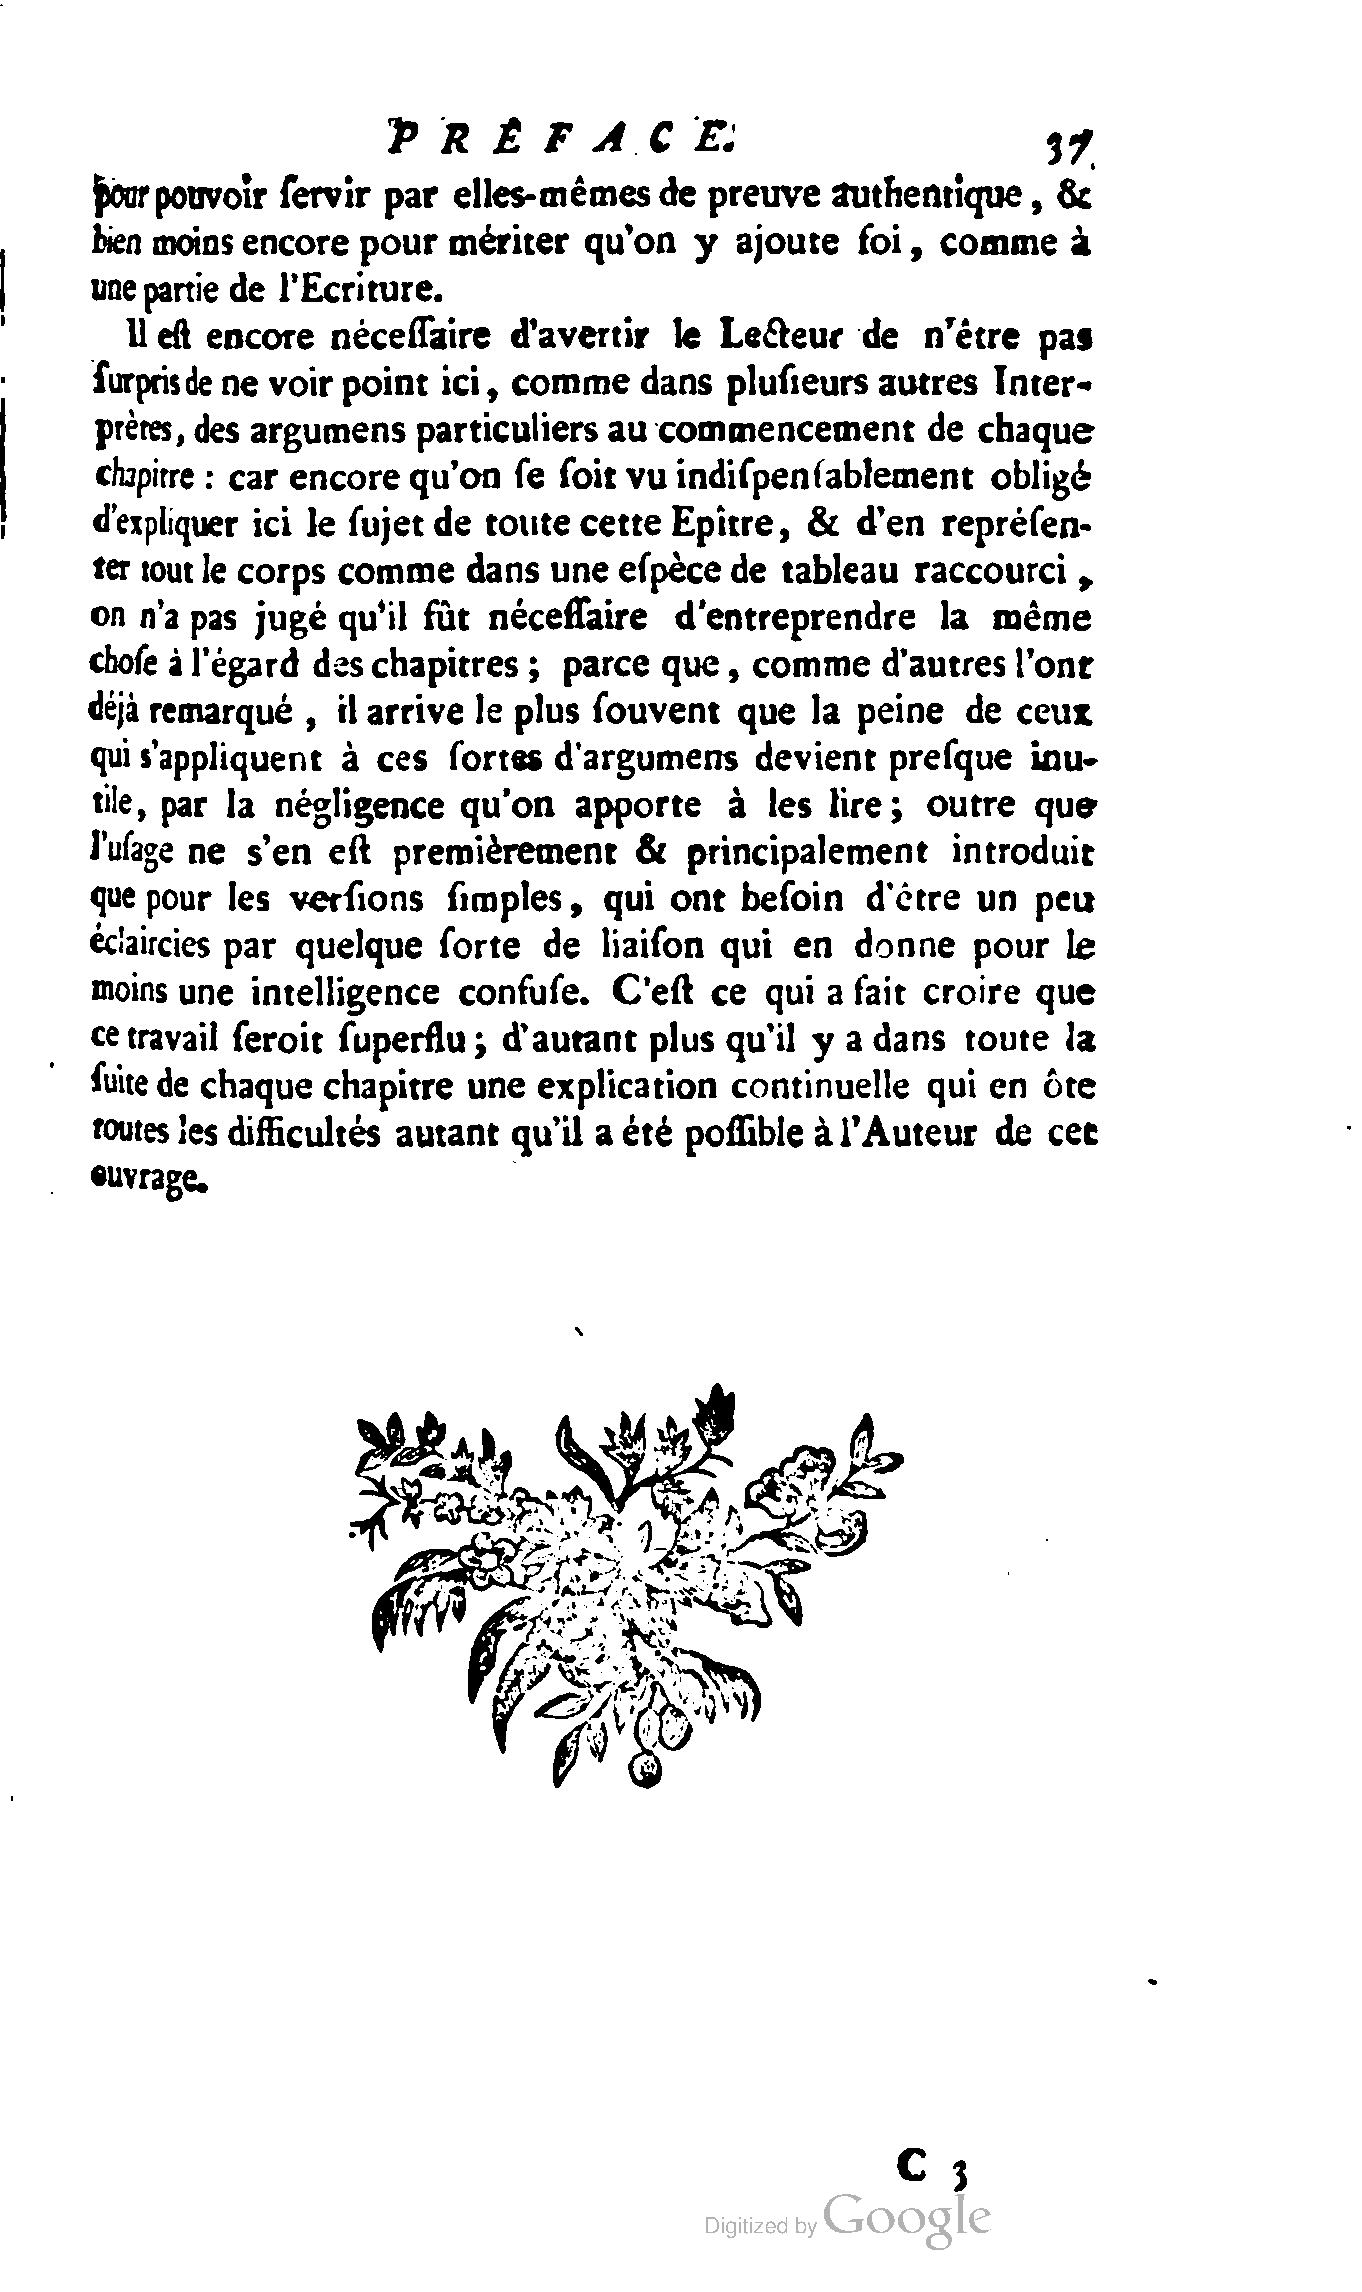 PRÉFACE. 37
pour pouvoir ſervir par elles-mêmes de preuve authentique, &
bien moins encore pour mériter qu'on y ajoute foi, comme à
une partie de l'Ecriture.
Il eſt encore néceſſaire d'avertir le Lecteur de n'être pas
ſurpris de ne voir point ici, comme dans pluſieurs autres Inter-
prètes, des argumens particuliers au commencement de chaque
chapitre : car encore qu'on ſe ſoit vu indiſpenſablement obligé
d'expliquer ici le ſujet de toute cette Epître, & d'en repréſen-
ter tout le corps comme dans une eſpèce de tableau raccourci,
on n'a pas jugé qu'il fût néceſſaire d'entreprendre la même
choſe à l'égard des chapitres ; parce que, comme d'autres l'ont
déjà remarqué, il arrive le plus ſouvent que la peine de ceux
qui s'appliquent à ces ſortes d'argumens devient preſque inu-
tile, par la négligence qu'on apporte à les lire ; outre que
l'uſage ne s'en eſt premièrement & principalement introduit
que pour les verſions ſimples, qui ont beſoin d'être un peu
éclaircies par quelque ſorte de liaiſon qui en donne pour le
moins une intelligence confuſe. C'eſt ce qui a fait croire que
ce travail ſeroit ſuperflu ; d'autant plus qu'il y a dans toute la
ſuite de chaque chapitre une explication continuelle qui en ôte
toutes les difficultés autant qu'il a été poſſible à l'Auteur de cet
ouvrage.
C 3
Digitized by Google